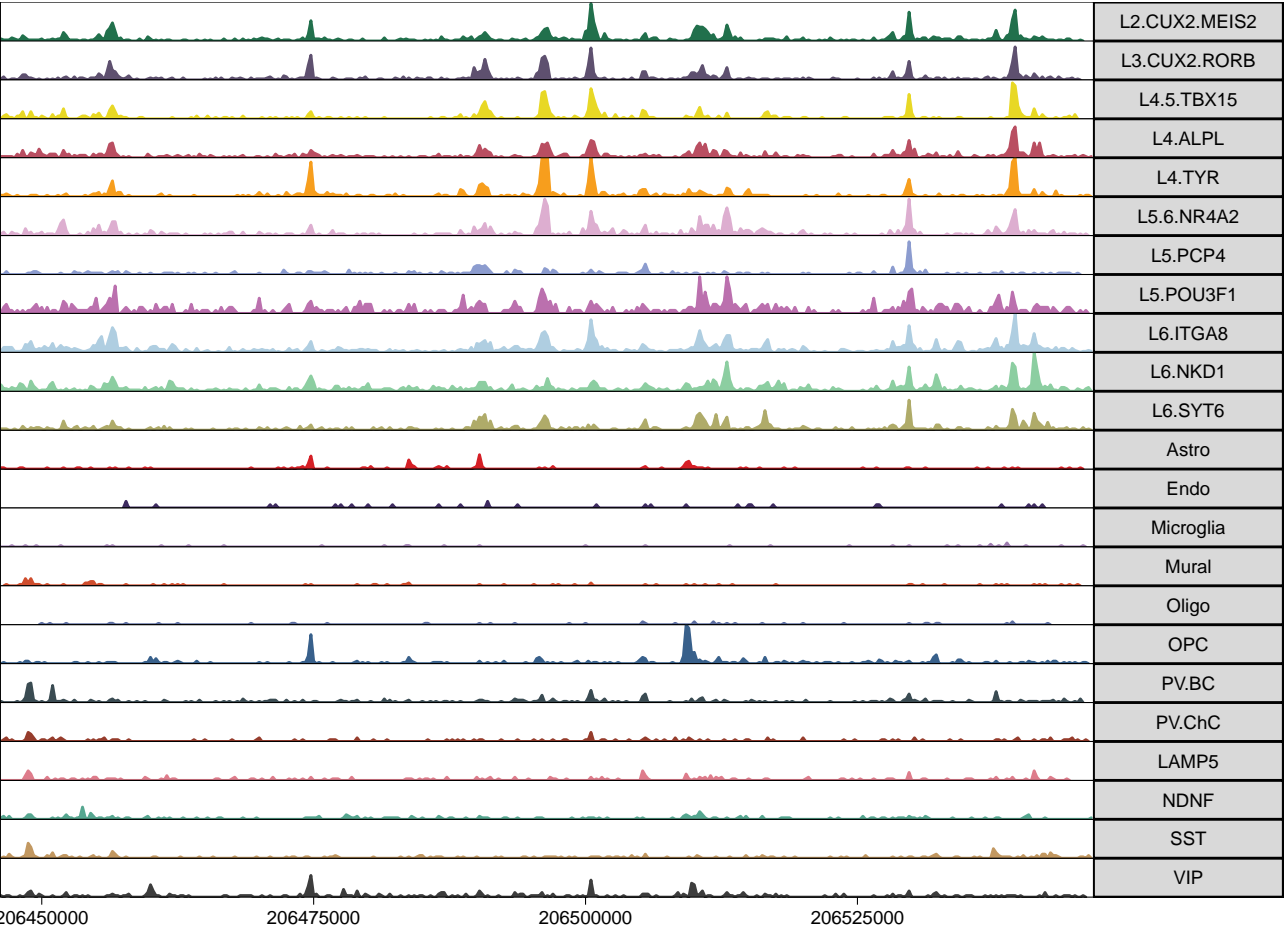 L2.CUX2.MEIS2
L3.CUX2.RORB
L4.5.TBX15
L4.ALPL
L4.TYR
L5.6.NR4A2
L5.PCP4
L5.POU3F1
L6.ITGA8
L6.NKD1
L6.SYT6
Astro
Endo
Microglia
Mural
Oligo
OPC
PV.BC
PV.ChC
LAMP5
NDNF
SST
VIP
206450000 206475000 206500000 206525000